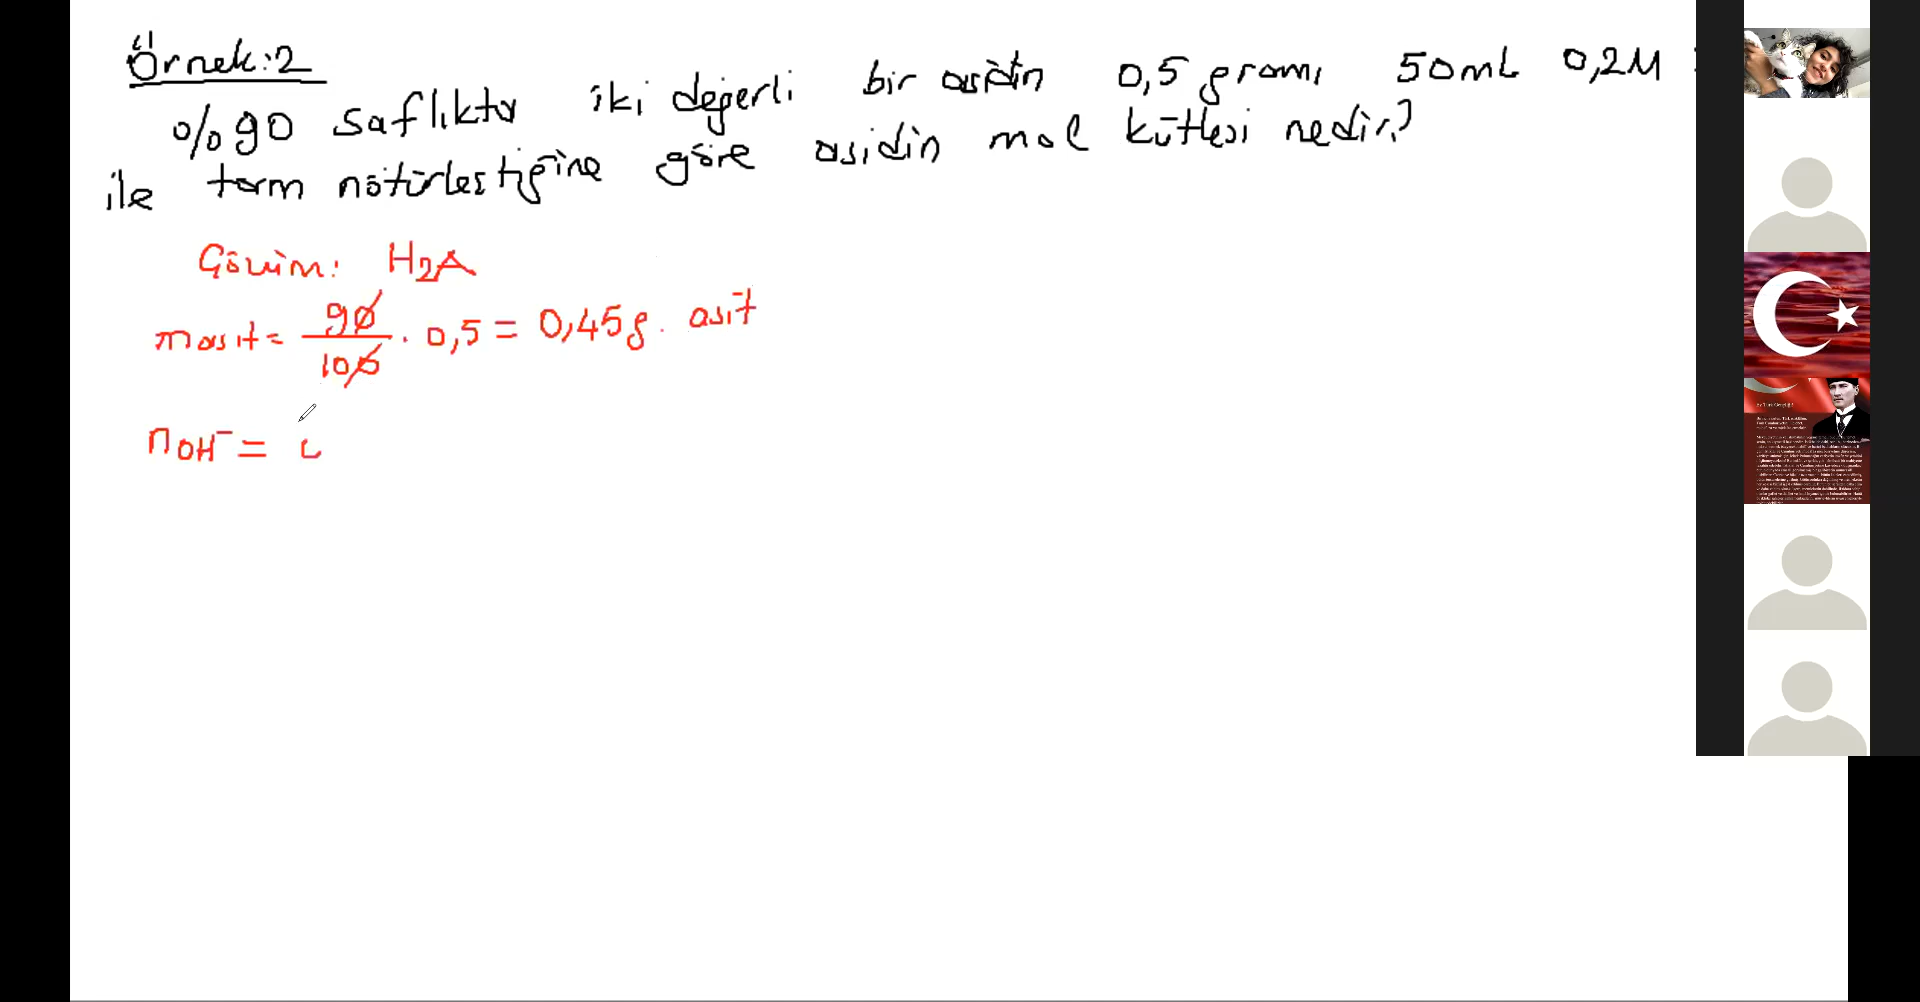 Örnek:2
%90 saflıkta iki değerli bir asidin 0,5 gramı 50mL 0,2M
ile tam nötürleştiğine göre asidin mol kütlesi nedir?
Çözüm: H2A
masit = 90/100 · 0,5 = 0,45g. asit
nOH⁻ =